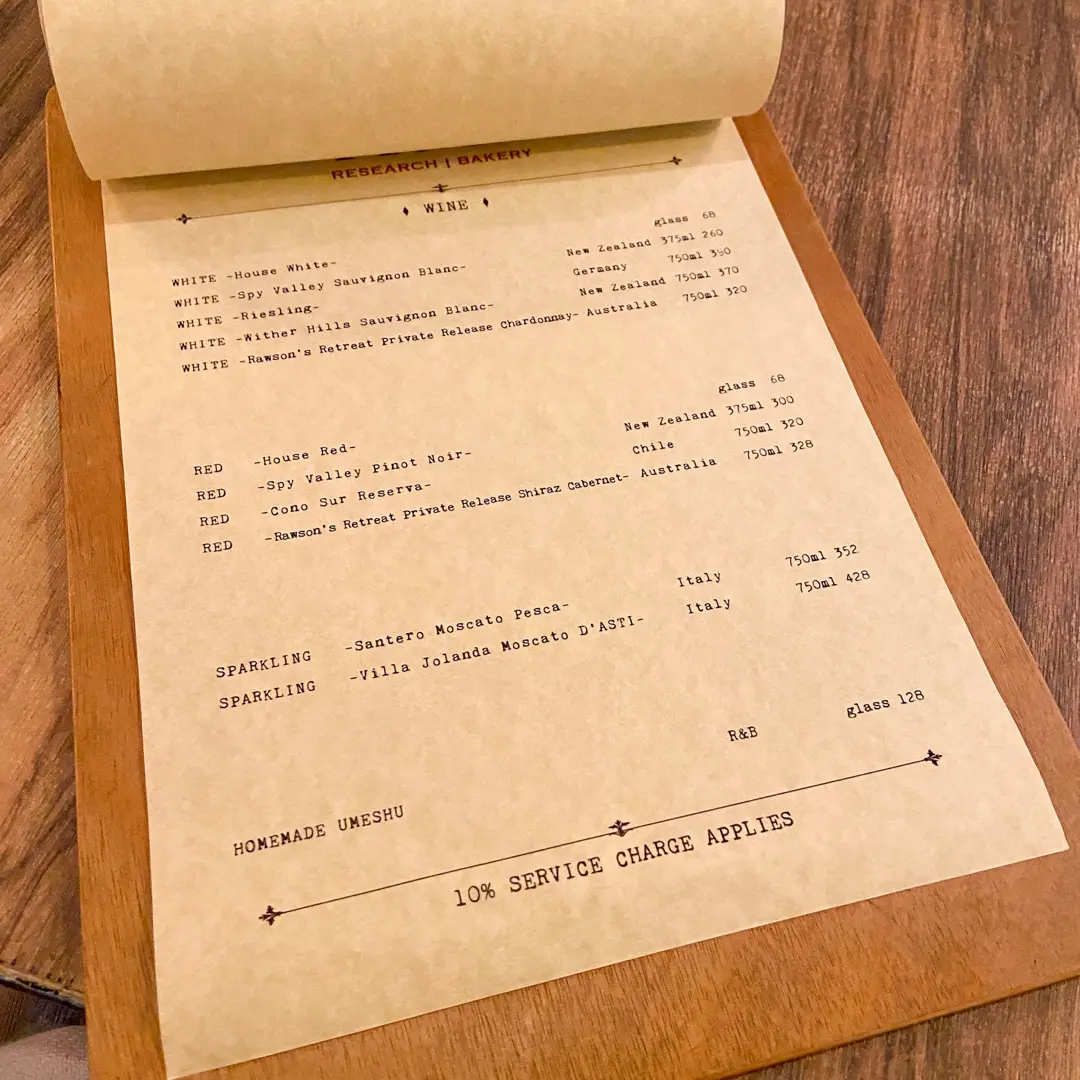 RESEARCH | BAKERY
WINE
WHITE -House White- glass 68
WHITE -Spy Valley Sauvignon Blanc- New Zealand 375ml 260
WHITE -Riesling- Germany 750ml 390
WHITE -Wither Hills Sauvignon Blanc- New Zealand 750ml 370
WHITE -Rawson's Retreat Private Release Chardonnay- Australia 750ml 320
RED -House Red- glass 68
RED -Spy Valley Pinot Noir- New Zealand 375ml 300
RED -Cono Sur Reserva- Chile 750ml 320
RED -Rawson's Retreat Private Release Shiraz Cabernet- Australia 750ml 328
SPARKLING -Santero Moscato Pesca- Italy 750ml 352
SPARKLING -Villa Jolanda Moscato D'ASTI- Italy 750ml 428
HOMEMADE UMESHU R&B glass 128
10% SERVICE CHARGE APPLIES